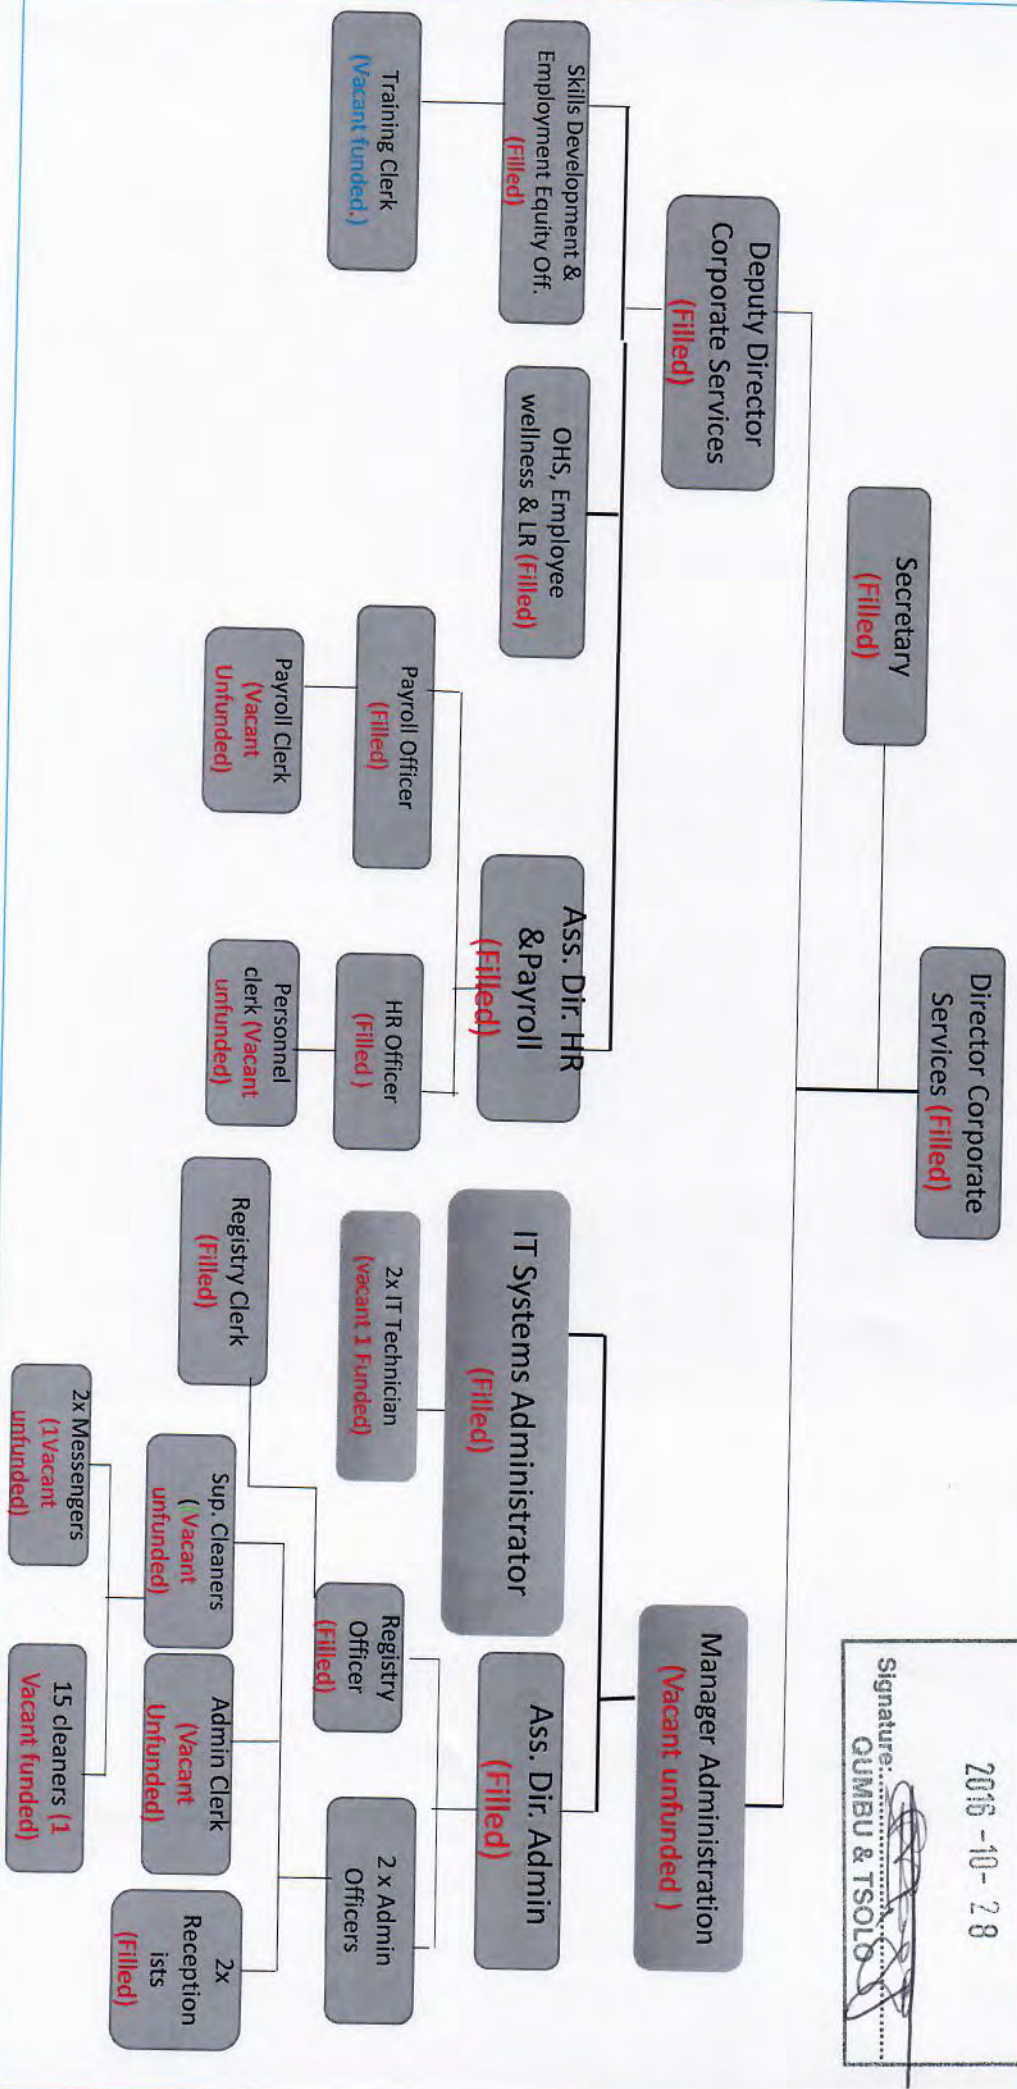 2016 -10- 28
Signature:
QUMBU & TSOLO
Director Corporate
Services (Filled)
Secretary
(Filled)
Deputy Director
Corporate Services
(Filled)
Manager Administration
(Vacant unfunded )
Skills Development &
Employment Equity Off.
(Filled)
OHS, Employee
wellness & LR (Filled)
Ass. Dir. HR
&Payroll
(Filled)
IT Systems Administrator
(Filled)
Ass. Dir. Admin
(Filled)
Training Clerk
(Vacant funded.)
Payroll Officer
(Filled)
HR Officer
(Filled )
2x IT Technician
(vacant 1 Funded)
Registry
Officer
(Filled)
2 x Admin
Officers
Payroll Clerk
(Vacant
Unfunded)
Personnel
clerk (Vacant
unfunded)
Registry Clerk
(Filled)
Sup. Cleaners
(Vacant
unfunded)
Admin Clerk
(Vacant
Unfunded)
2x
Reception
ists
(Filled)
2x Messengers
(1Vacant
unfunded)
15 cleaners (1
Vacant funded)